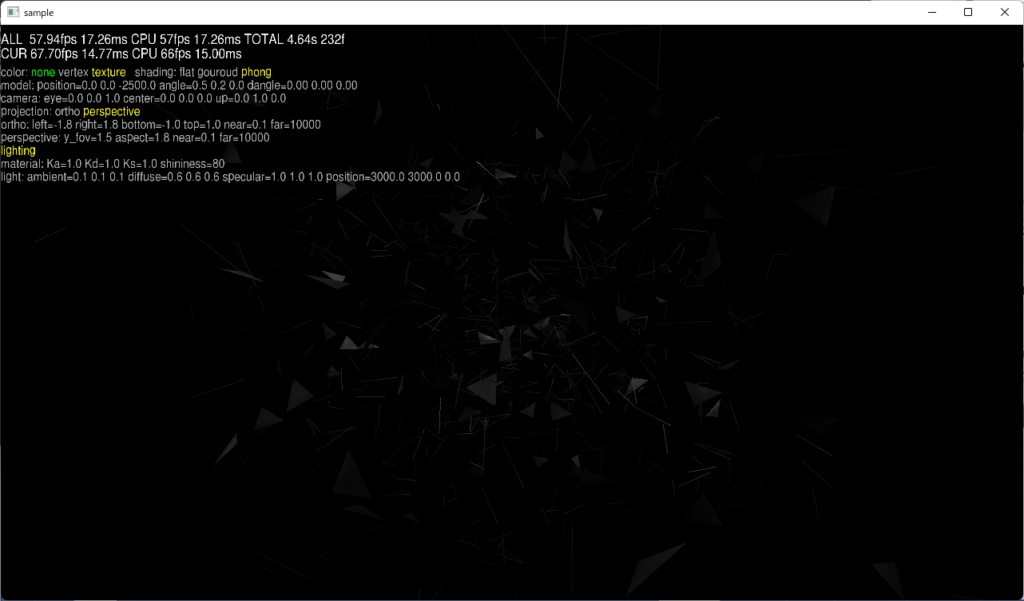 sample
ALL 57.94fps 17.26ms CPU 57fps 17.26ms TOTAL 4.64s 232f
CUR 67.70fps 14.77ms CPU 66fps 15.00ms
color: none vertex texture shading: flat gouroud phong
model: position=0.0 0.0 -2500.0 angle=0.5 0.2 0.0 dangle=0.00 0.00 0.00
camera: eye=0.0 0.0 1.0 center=0.0 0.0 0.0 up=0.0 1.0 0.0
projection: ortho perspective
ortho: left=-1.8 right=1.8 bottom=-1.0 top=1.0 near=0.1 far=10000
perspective: y_fov=1.5 aspect=1.8 near=0.1 far=10000
lighting
material: Ka=1.0 Kd=1.0 Ks=1.0 shininess=80
light: ambient=0.1 0.1 0.1 diffuse=0.6 0.6 0.6 specular=1.0 1.0 1.0 position=3000.0 3000.0 0.0